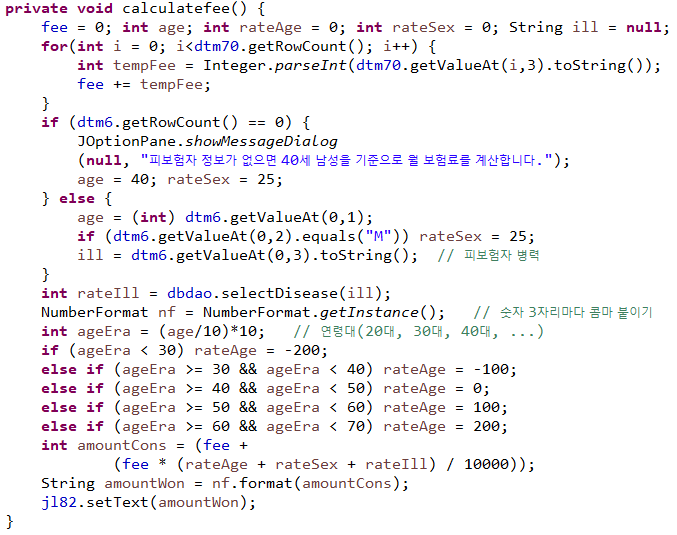 private void calculatefee() {
    fee = 0; int age; int rateAge = 0; int rateSex = 0; String ill = null;
    for(int i = 0; i<dtm70.getRowCount(); i++) {
        int tempFee = Integer.parseInt(dtm70.getValueAt(i,3).toString());
        fee += tempFee;
    }
    if (dtm6.getRowCount() == 0) {
        JOptionPane.showMessageDialog
        (null, "피보험자 정보가 없으면 40세 남성을 기준으로 월 보험료를 계산합니다.");
        age = 40; rateSex = 25;
    } else {
        age = (int) dtm6.getValueAt(0,1);
        if (dtm6.getValueAt(0,2).equals("M")) rateSex = 25;
        ill = dtm6.getValueAt(0,3).toString();  // 피보험자 병력
    }
    int rateIll = dbdao.selectDisease(ill);
    NumberFormat nf = NumberFormat.getInstance();   // 숫자 3자리마다 콤마 붙이기
    int ageEra = (age/10)*10;   // 연령대(20대, 30대, 40대, ...)
    if (ageEra < 30) rateAge = -200;
    else if (ageEra >= 30 && ageEra < 40) rateAge = -100;
    else if (ageEra >= 40 && ageEra < 50) rateAge = 0;
    else if (ageEra >= 50 && ageEra < 60) rateAge = 100;
    else if (ageEra >= 60 && ageEra < 70) rateAge = 200;
    int amountCons = (fee +
            (fee * (rateAge + rateSex + rateIll) / 10000));
    String amountWon = nf.format(amountCons);
    jl82.setText(amountWon);
}